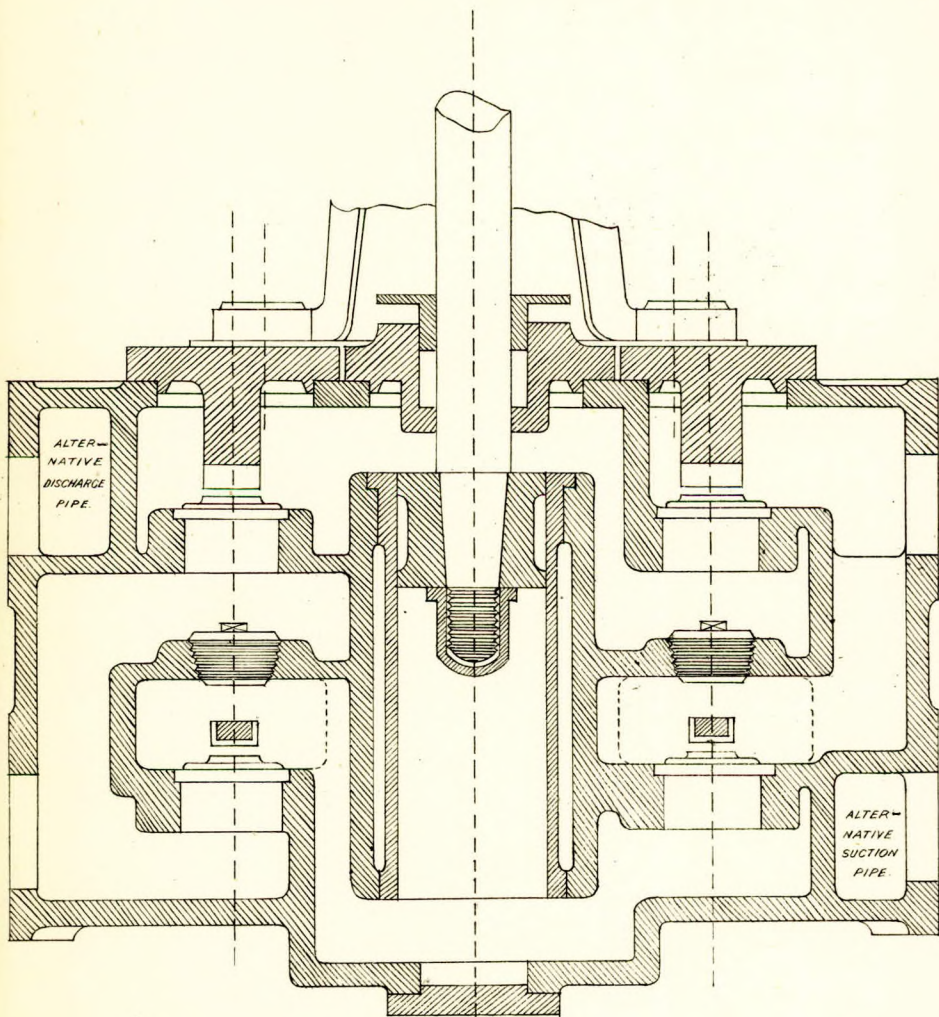 ALTER-
NATIVE
DISCHARGE
PIPE.
ALTER-
NATIVE
SUCTION
PIPE.